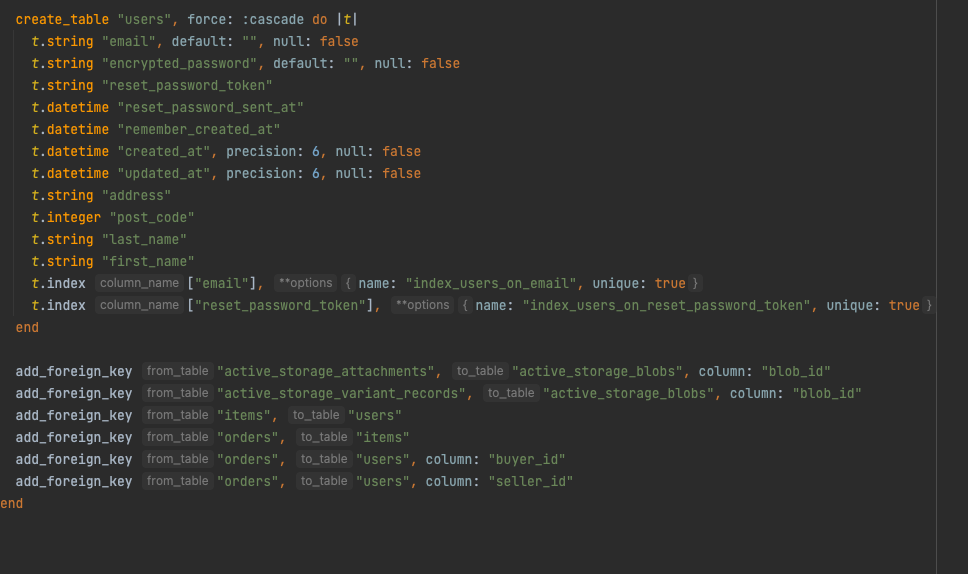 create_table "users", force: :cascade do |t|
t.string "email", default: "", null: false
t.string "encrypted_password", default: "", null: false
t.string "reset_password_token"
t.datetime "reset_password_sent_at"
t.datetime "remember_created_at"
t.datetime "created_at", precision: 6, null: false
t.datetime "updated_at", precision: 6, null: false
t.string "address"
t.integer "post_code"
t.string "last_name"
t.string "first_name"
t.index column_name ["email"], **options { name: "index_users_on_email", unique: true }
t.index column_name ["reset_password_token"], **options { name: "index_users_on_reset_password_token", unique: true }
end
add_foreign_key from_table "active_storage_attachments", to_table "active_storage_blobs", column: "blob_id"
add_foreign_key from_table "active_storage_variant_records", to_table "active_storage_blobs", column: "blob_id"
add_foreign_key from_table "items", to_table "users"
add_foreign_key from_table "orders", to_table "items"
add_foreign_key from_table "orders", to_table "users", column: "buyer_id"
add_foreign_key from_table "orders", to_table "users", column: "seller_id"
end